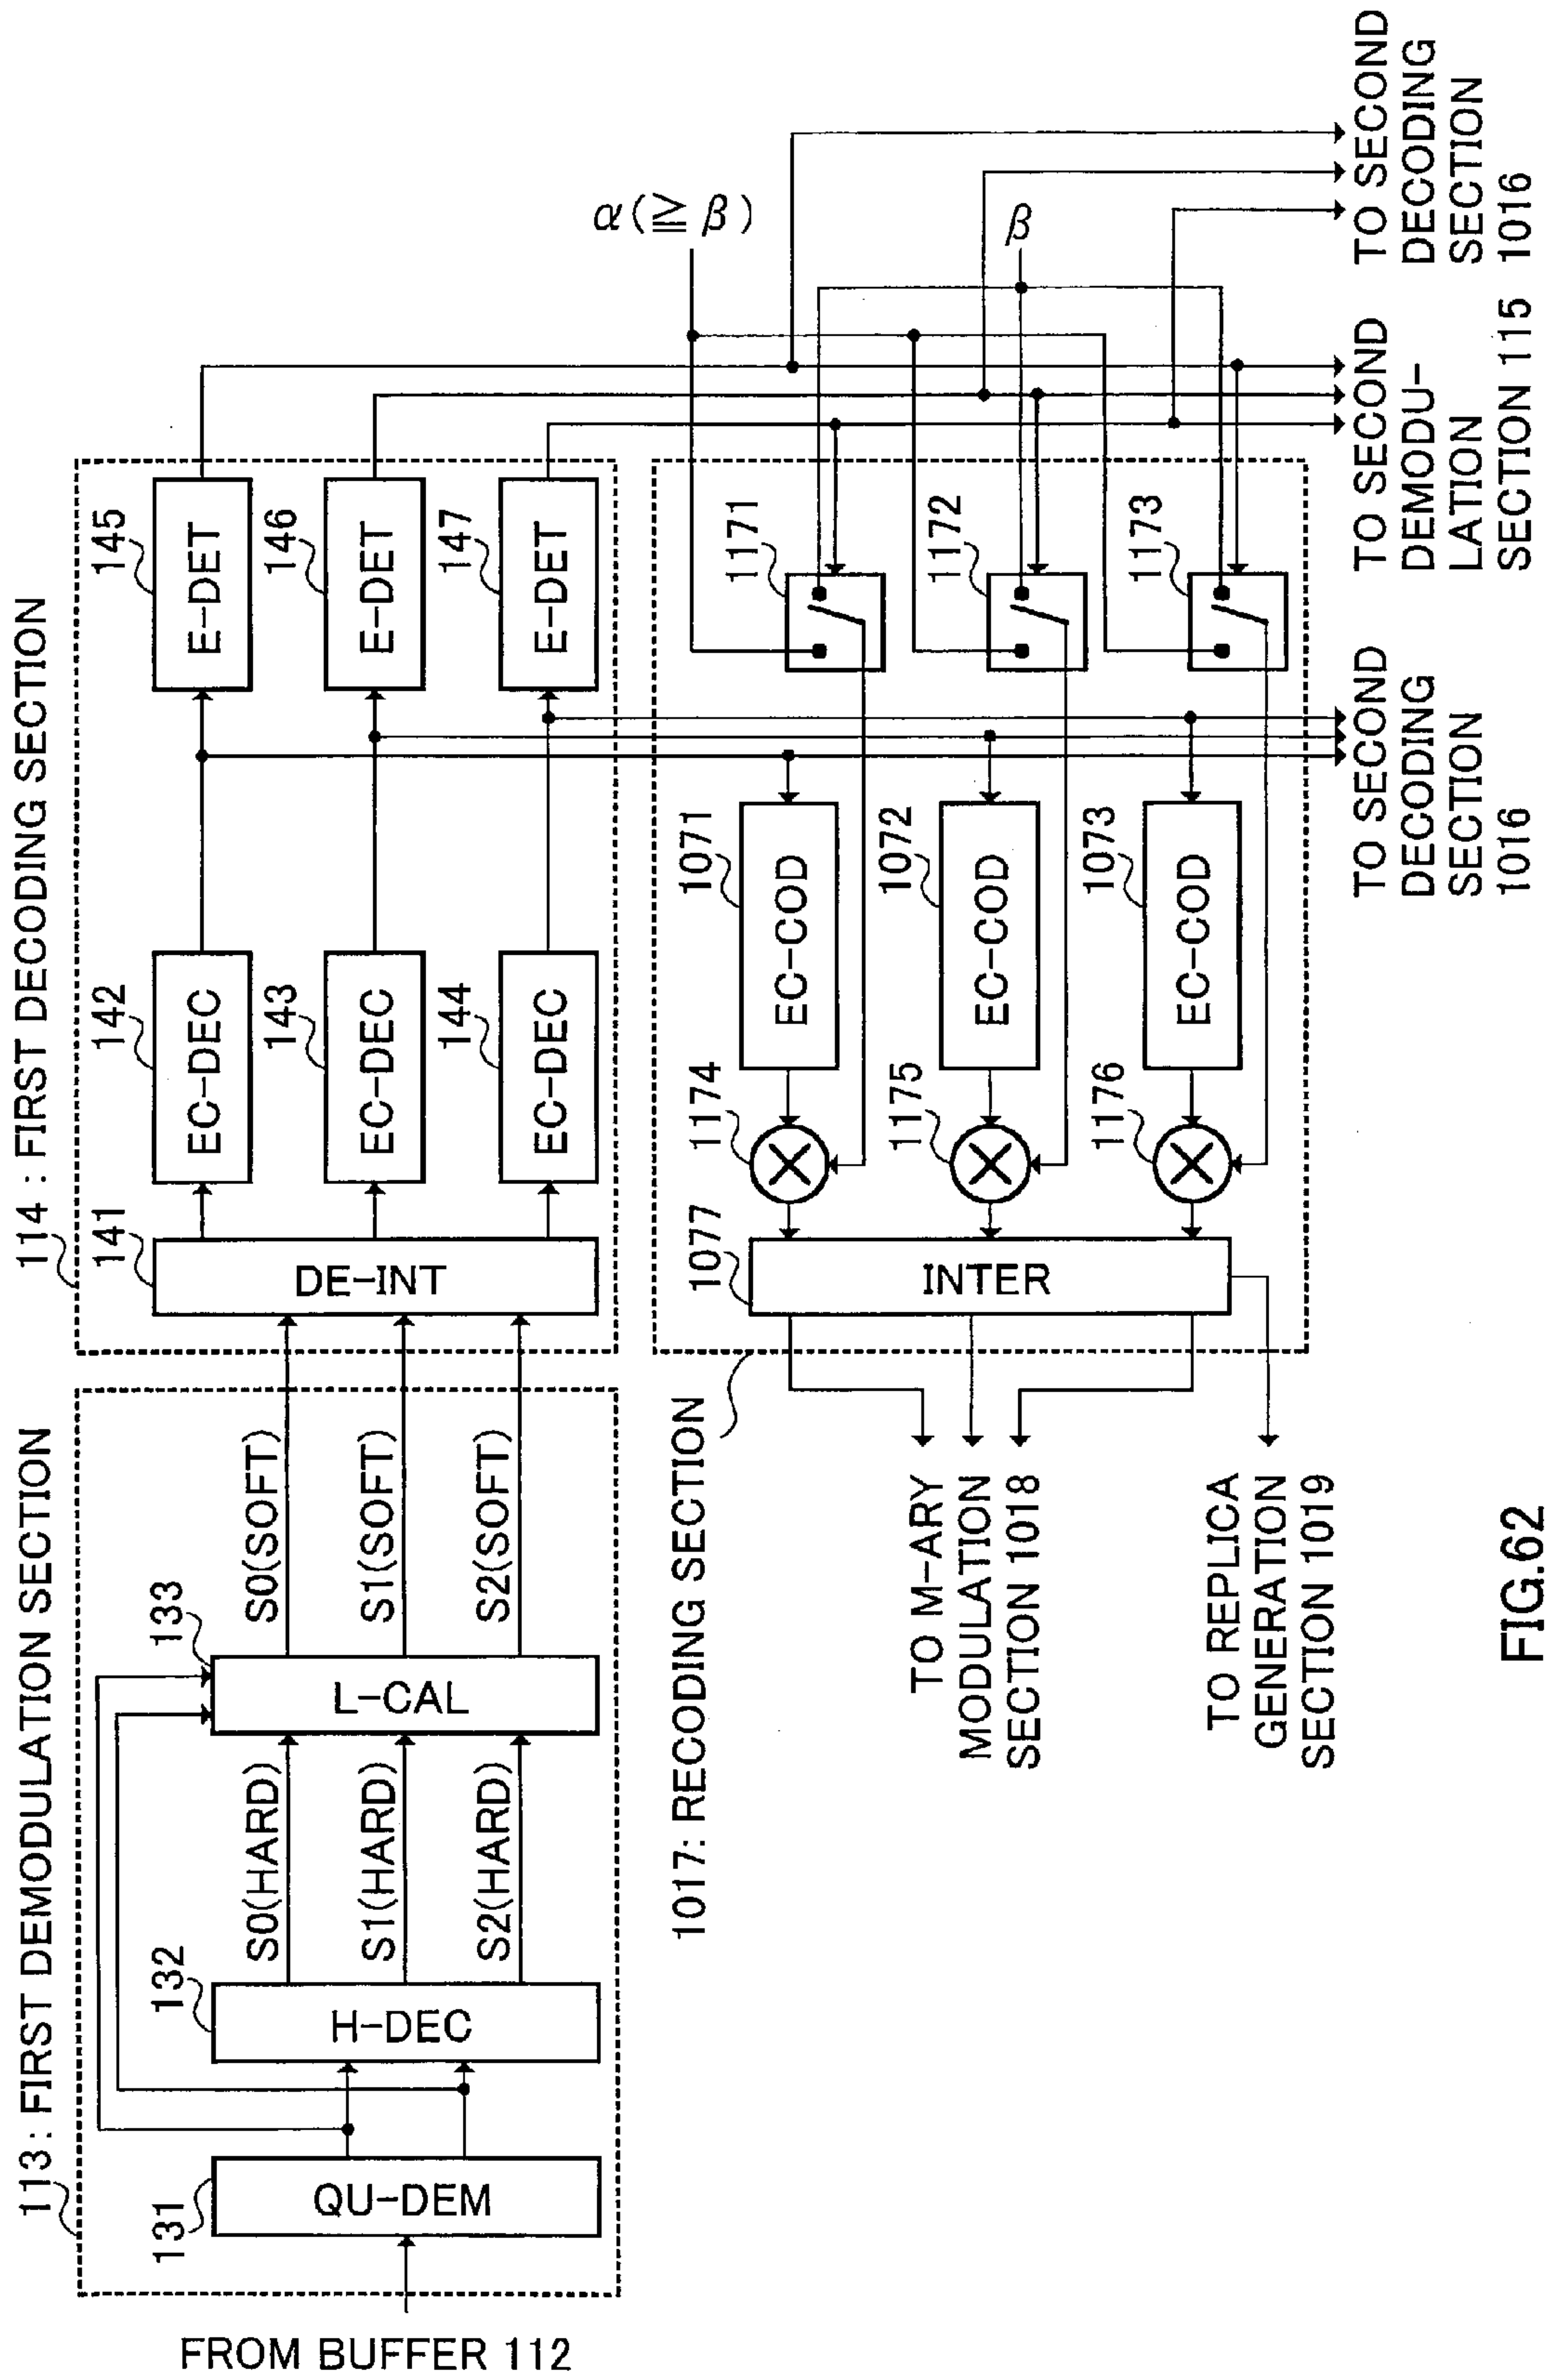 113 : FIRST DEMODULATION SECTION
FROM BUFFER 112
131
QU-DEM
132
H-DEC
S0(HARD)
S1(HARD)
S2(HARD)
133
L-CAL
S0(SOFT)
S1(SOFT)
S2(SOFT)
114 : FIRST DECODING SECTION
141
DE-INT
142
EC-DEC
143
EC-DEC
144
EC-DEC
145
E-DET
146
E-DET
147
E-DET
α(≧β)
β
1017: RECODING SECTION
1077
INTER
1174
1175
1176
1071
EC-COD
1072
EC-COD
1073
EC-COD
1171
1172
1173
TO M-ARY
MODULATION
SECTION 1018
TO REPLICA
GENERATION
SECTION 1019
TO SECOND
DECODING
SECTION
1016
TO SECOND
DEMODU-
LATION
SECTION 115
TO SECOND
DECODING
SECTION
1016
FIG.62